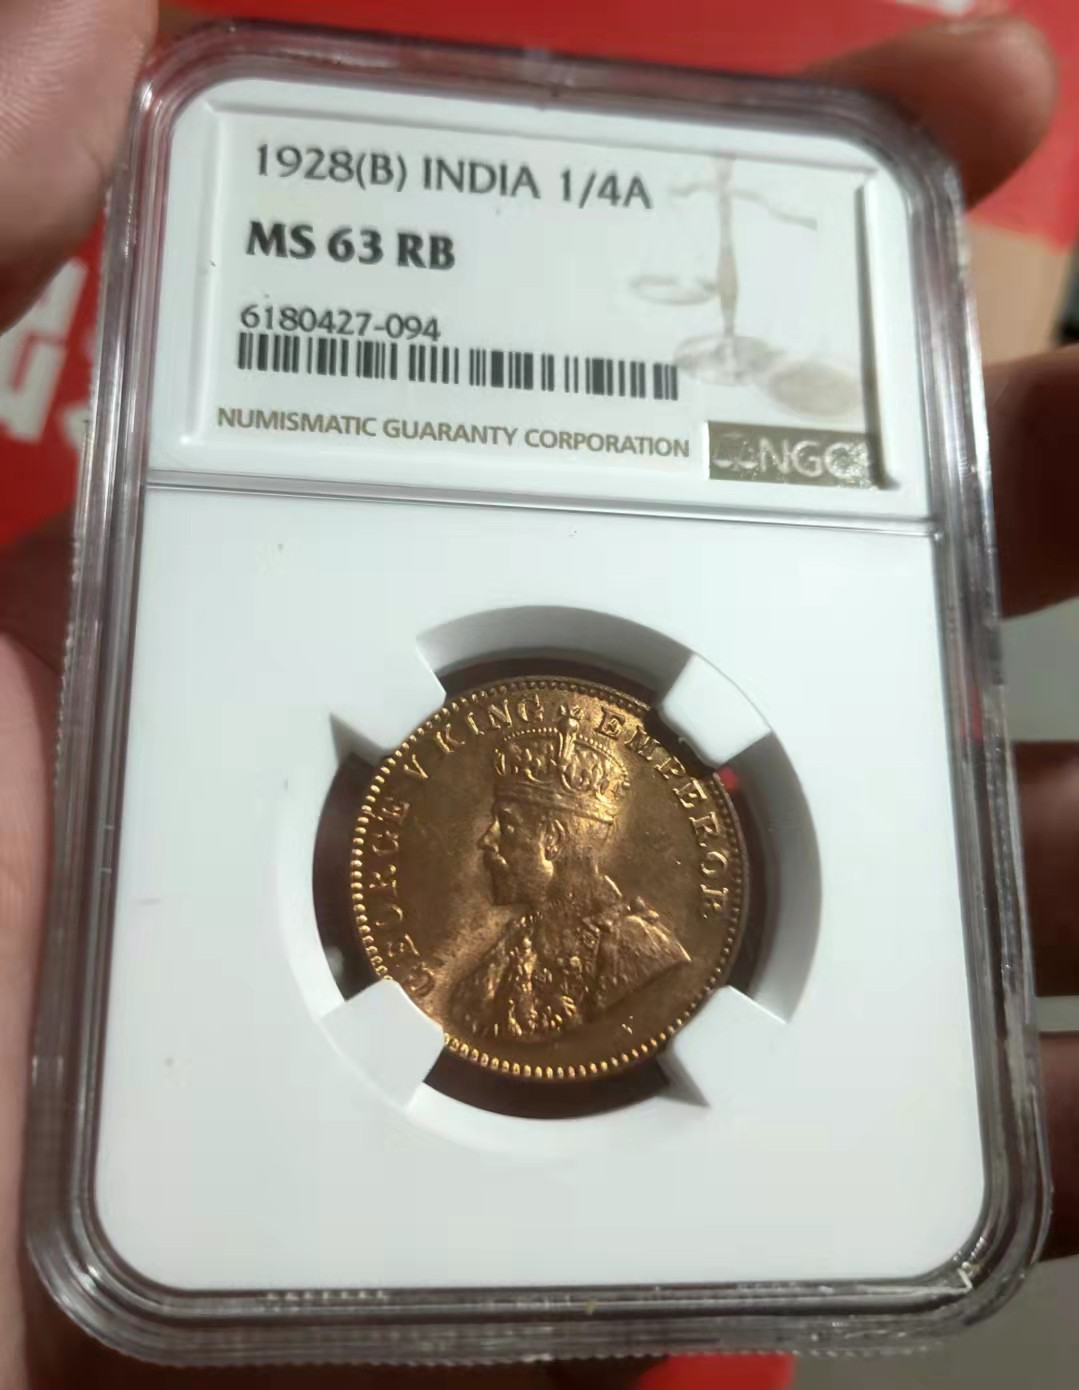 1928(B) INDIA 1/4A
MS 63 RB
6180427-094
NUMISMATIC GUARANTY CORPORATION
NGC
GEORGE V KING EMPEROR